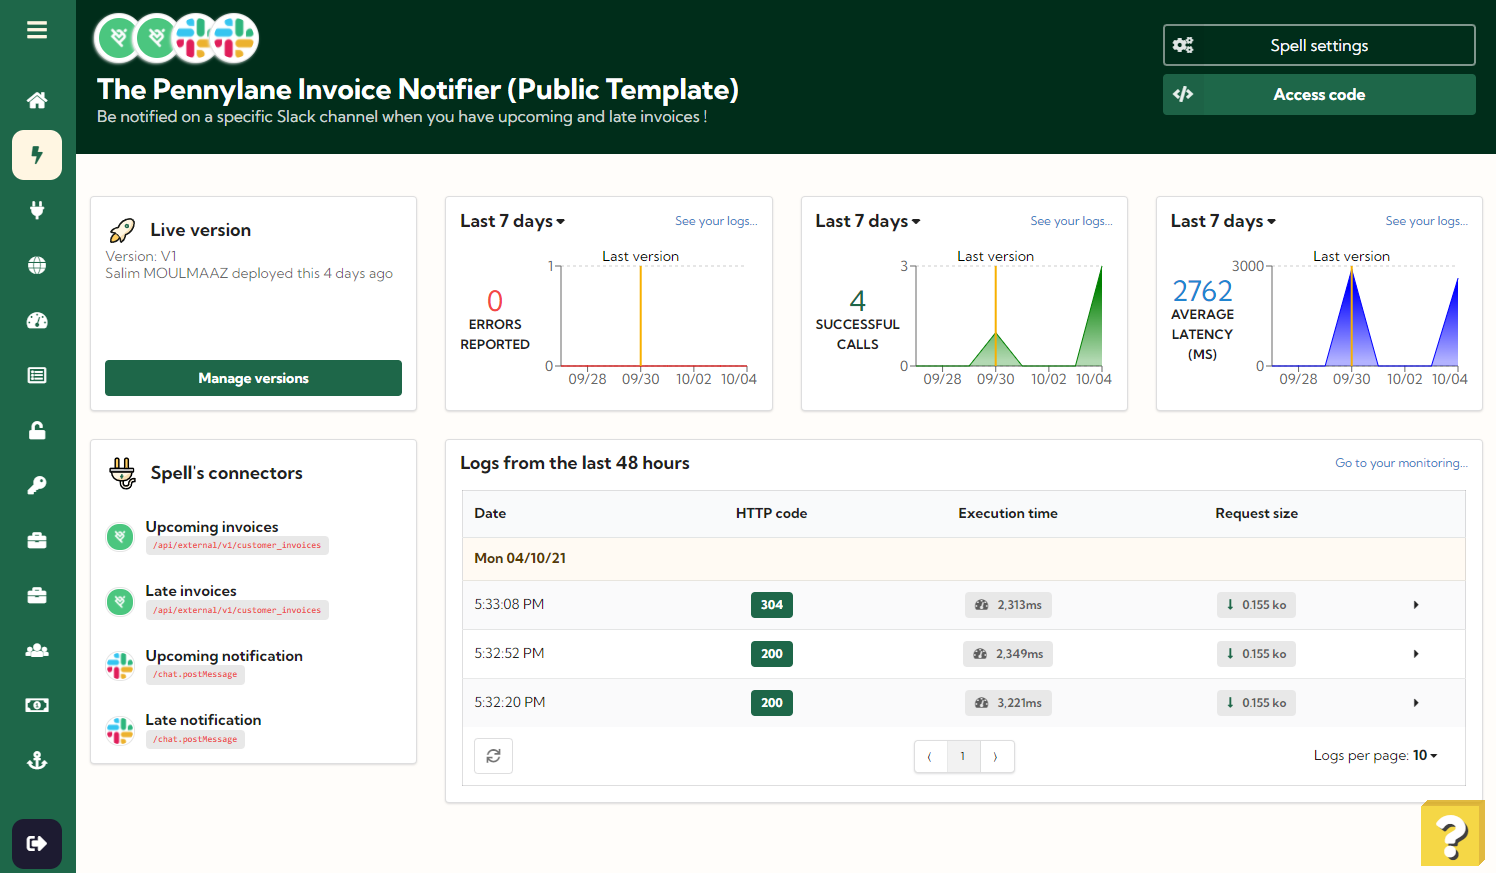 The Pennylane Invoice Notifier (Public Template)
Be notified on a specific Slack channel when you have upcoming and late invoices !
Spell settings
Access code
Live version
Version: V1
Salim MOULMAAZ deployed this 4 days ago
Manage versions
Last 7 days
See your logs...
0
ERRORS
REPORTED
Last version
1
0
09/28 09/30 10/02 10/04
Last 7 days
See your logs...
4
SUCCESSFUL
CALLS
Last version
3
0
09/28 09/30 10/02 10/04
Last 7 days
See your logs...
2762
AVERAGE
LATENCY
(MS)
Last version
3000
0
09/28 09/30 10/02 10/04
Spell's connectors
Upcoming invoices
/api/external/v1/customer_invoices
Late invoices
/api/external/v1/customer_invoices
Upcoming notification
/chat.postMessage
Late notification
/chat.postMessage
Logs from the last 48 hours
Go to your monitoring...
Date HTTP code Execution time Request size
Mon 04/10/21
5:33:08 PM 304 2,313ms 0.155 ko
5:32:52 PM 200 2,349ms 0.155 ko
5:32:20 PM 200 3,221ms 0.155 ko
⟨ 1 ⟩
Logs per page: 10
?